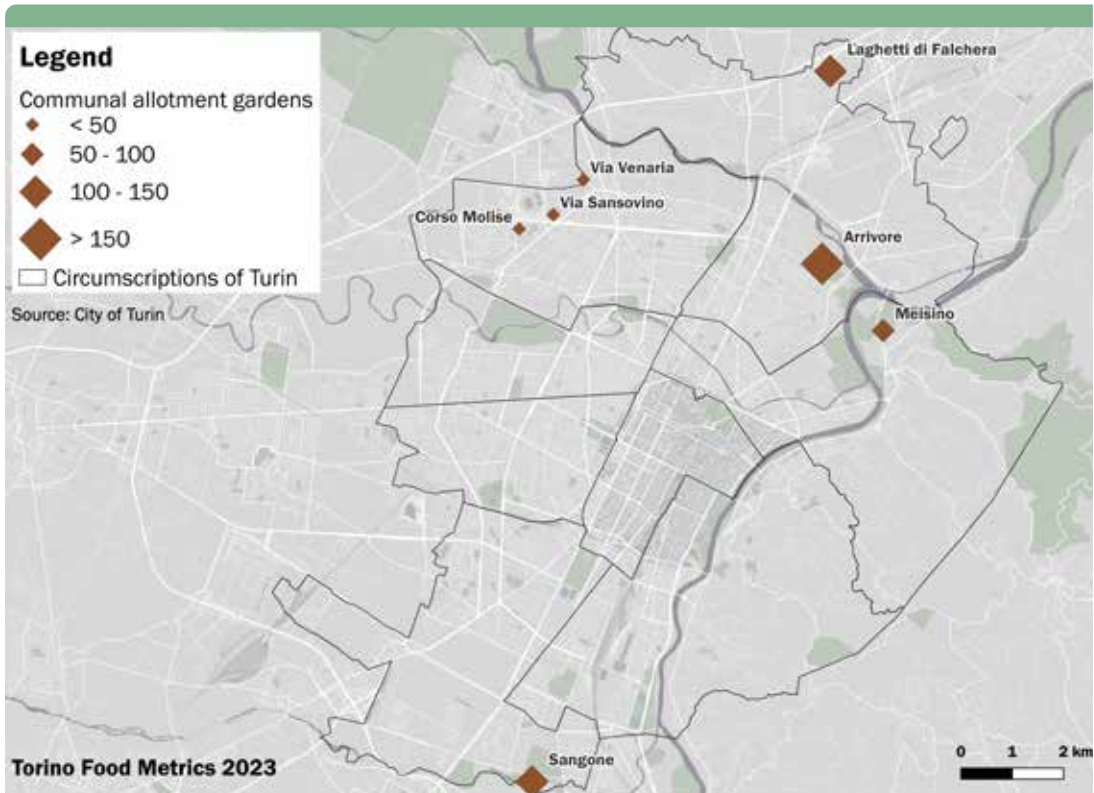 Legend
Communal allotment gardens
< 50
50 - 100
100 - 150
> 150
Circumscriptions of Turin
Source: City of Turin
Laghetti di Falchera
Via Venaria
Via Sansovino
Corso Molise
Arrivore
Meisino
Sangone
Torino Food Metrics 2023
0 1 2 km